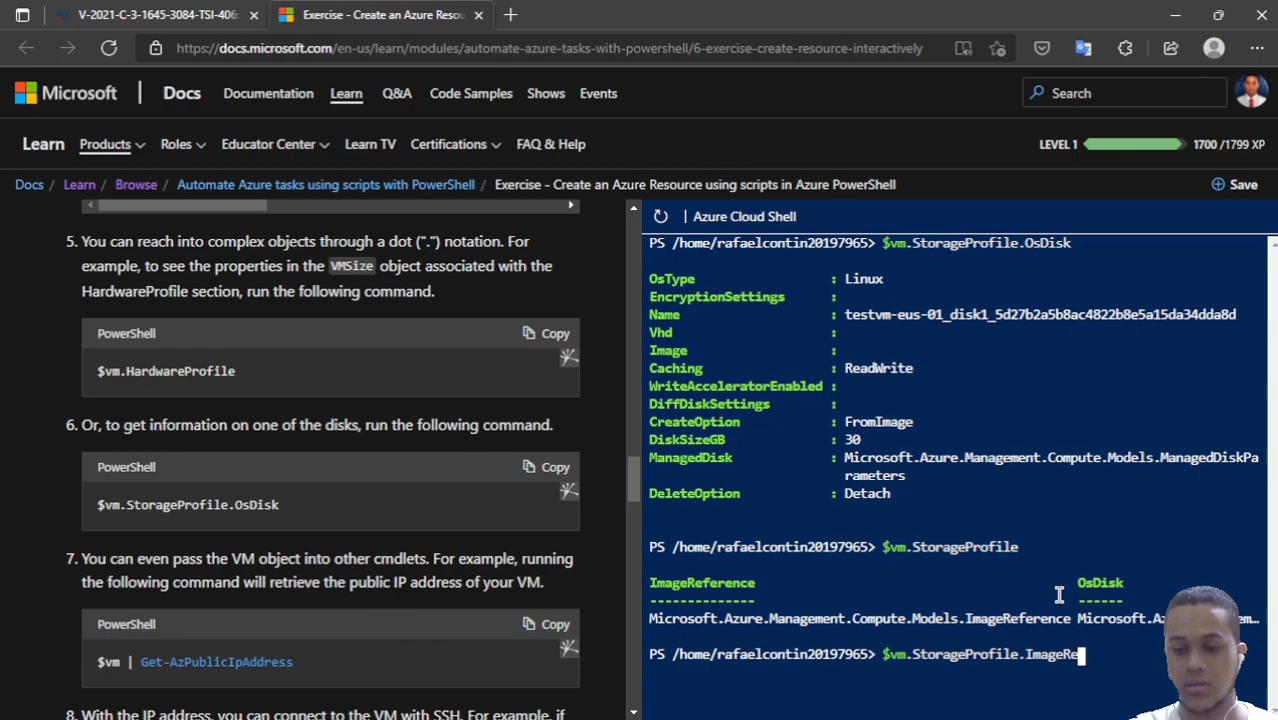 V-2021-C-3-1645-3084-TSI-406:
Exercise - Create an Azure Resou
https://docs.microsoft.com/en-us/learn/modules/automate-azure-tasks-with-powershell/6-exercise-create-resource-interactively
Microsoft Docs Documentation Learn Q&A Code Samples Shows Events Search
Learn Products Roles Educator Center Learn TV Certifications FAQ & Help LEVEL 1 1700 /1799 XP
Docs / Learn / Browse / Automate Azure tasks using scripts with PowerShell / Exercise - Create an Azure Resource using scripts in Azure PowerShell Save
5. You can reach into complex objects through a dot (".") notation. For
example, to see the properties in the VMSize object associated with the
HardwareProfile section, run the following command.
PowerShell Copy
$vm.HardwareProfile
6. Or, to get information on one of the disks, run the following command.
PowerShell Copy
$vm.StorageProfile.OsDisk
7. You can even pass the VM object into other cmdlets. For example, running
the following command will retrieve the public IP address of your VM.
PowerShell Copy
$vm | Get-AzPublicIpAddress
8. With the IP address, you can connect to the VM with SSH. For example, if
Azure Cloud Shell
PS /home/rafaelcontin20197965> $vm.StorageProfile.OsDisk
OsType : Linux
EncryptionSettings :
Name : testvm-eus-01_disk1_5d27b2a5b8ac4822b8e5a15da34dda8d
Vhd :
Image :
Caching : ReadWrite
WriteAcceleratorEnabled :
DiffDiskSettings :
CreateOption : FromImage
DiskSizeGB : 30
ManagedDisk : Microsoft.Azure.Management.Compute.Models.ManagedDiskPa
rameters
DeleteOption : Detach
PS /home/rafaelcontin20197965> $vm.StorageProfile
ImageReference OsDisk
-------------- ------
Microsoft.Azure.Management.Compute.Models.ImageReference
PS /home/rafaelcontin20197965> $vm.StorageProfile.ImageRe